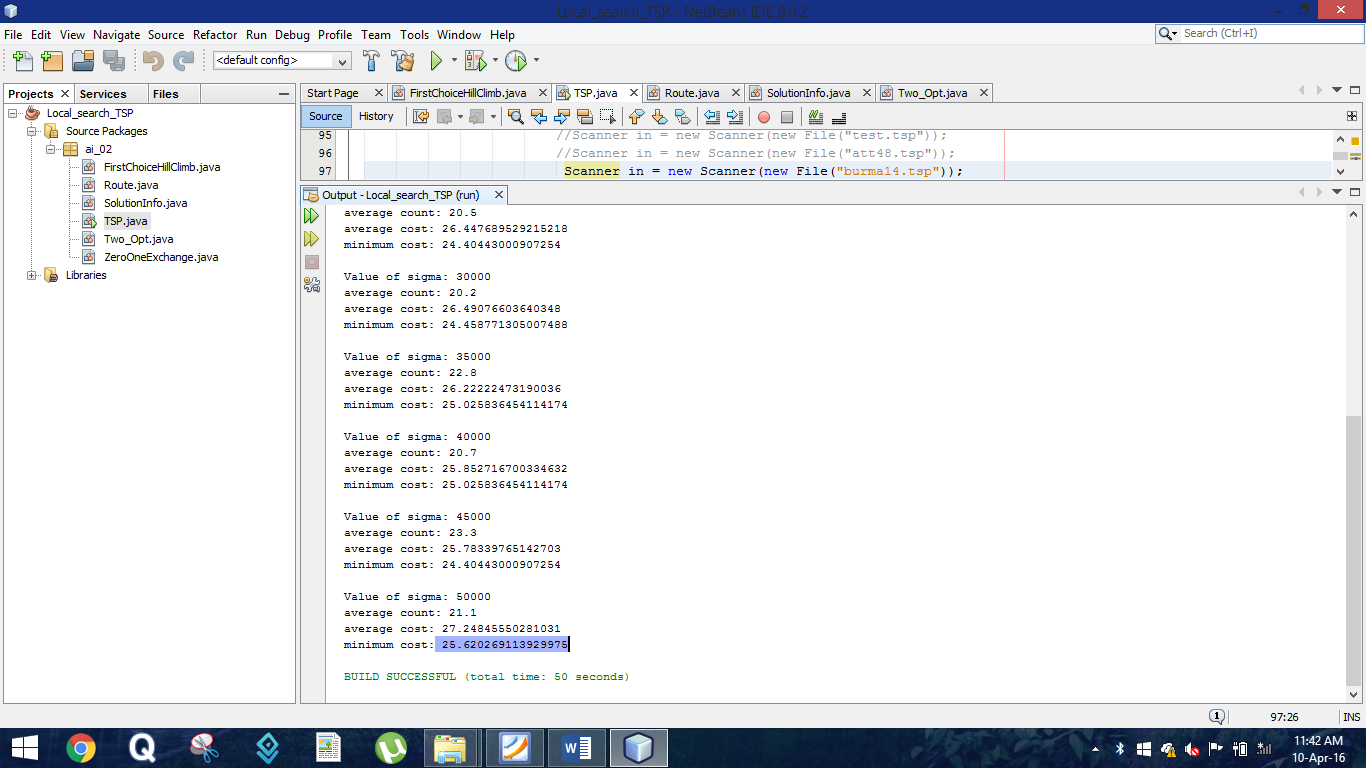 Local_search_TSP - NetBeans IDE 8.0.2
File Edit View Navigate Source Refactor Run Debug Profile Team Tools Window Help
Search (Ctrl+I)
<default config>
Projects Services Files
Start Page FirstChoiceHillClimb.java TSP.java Route.java SolutionInfo.java Two_Opt.java
Source History
Local_search_TSP
Source Packages
ai_02
FirstChoiceHillClimb.java
Route.java
SolutionInfo.java
TSP.java
Two_Opt.java
ZeroOneExchange.java
Libraries
95 //Scanner in = new Scanner(new File("test.tsp"));
96 //Scanner in = new Scanner(new File("att48.tsp"));
97 Scanner in = new Scanner(new File("burma14.tsp"));
Output - Local_search_TSP (run)
average count: 20.5
average cost: 26.447689529215218
minimum cost: 24.40443000907254
Value of sigma: 30000
average count: 20.2
average cost: 26.49076603640348
minimum cost: 24.458771305007488
Value of sigma: 35000
average count: 22.8
average cost: 26.22222473190036
minimum cost: 25.025836454114174
Value of sigma: 40000
average count: 20.7
average cost: 25.852716700334632
minimum cost: 25.025836454114174
Value of sigma: 45000
average count: 23.3
average cost: 25.78339765142703
minimum cost: 24.40443000907254
Value of sigma: 50000
average count: 21.1
average cost: 27.24845550281031
minimum cost: 25.620269113929975
BUILD SUCCESSFUL (total time: 50 seconds)
1 97:26 INS
11:42 AM
10-Apr-16